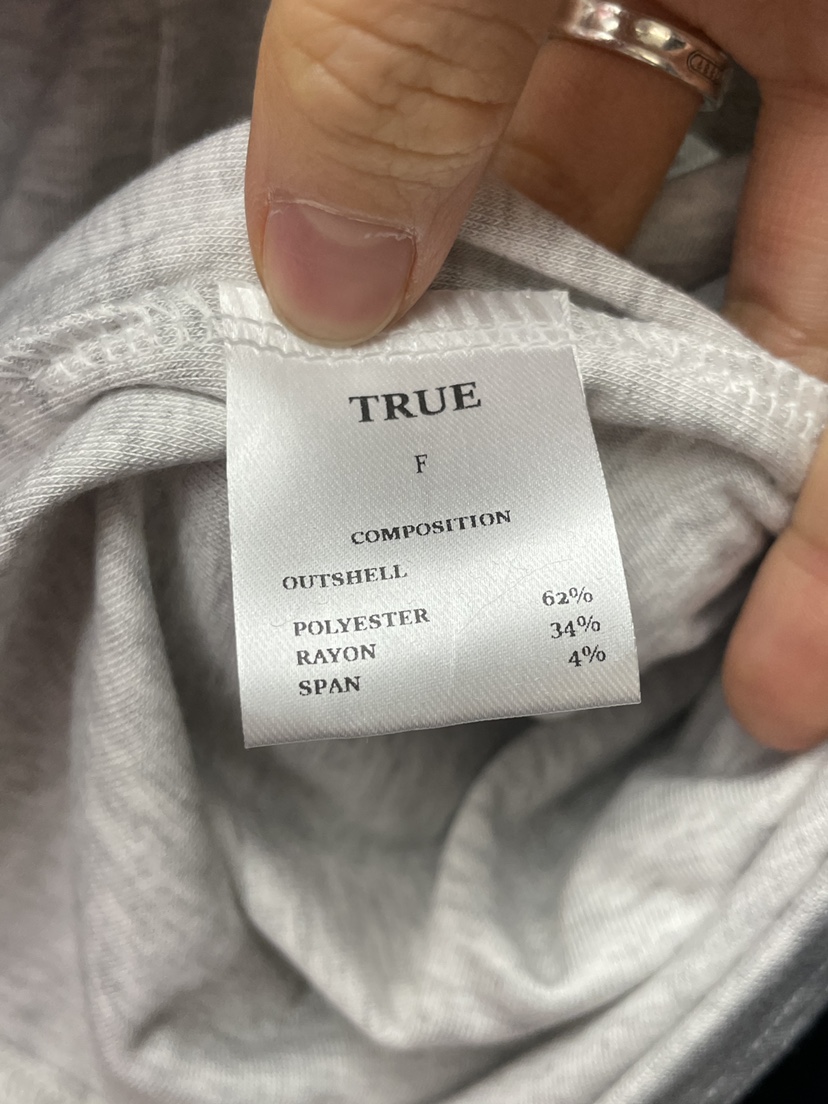 TRUE
F
COMPOSITION
OUTSHELL
POLYESTER 62%
RAYON 34%
SPAN 4%